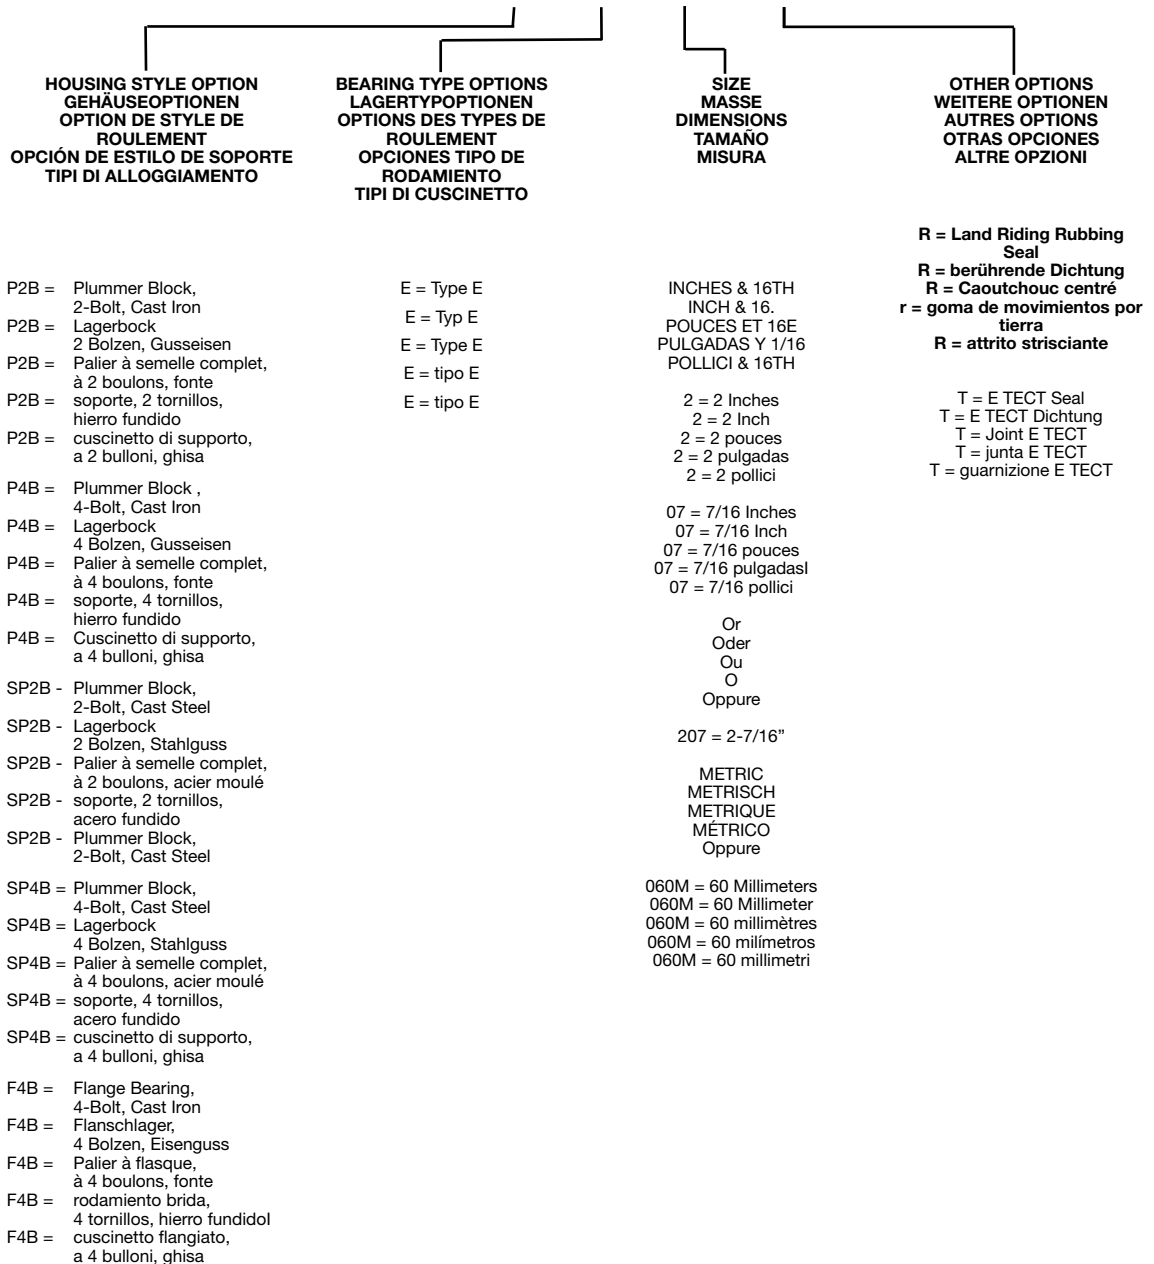 HOUSING STYLE OPTION
GEHÄUSEOPTIONEN
OPTION DE STYLE DE
ROULEMENT
OPCIÓN DE ESTILO DE SOPORTE
TIPI DI ALLOGGIAMENTO
BEARING TYPE OPTIONS
LAGERTYPOPTIONEN
OPTIONS DES TYPES DE
ROULEMENT
OPCIONES TIPO DE
RODAMIENTO
TIPI DI CUSCINETTO
SIZE
MASSE
DIMENSIONS
TAMAÑO
MISURA
OTHER OPTIONS
WEITERE OPTIONEN
AUTRES OPTIONS
OTRAS OPCIONES
ALTRE OPZIONI
P2B = Plummer Block,
2-Bolt, Cast Iron
P2B = Lagerbock
2 Bolzen, Gusseisen
P2B = Palier à semelle complet,
à 2 boulons, fonte
P2B = soporte, 2 tornillos,
hierro fundido
P2B = cuscinetto di supporto,
a 2 bulloni, ghisa
P4B = Plummer Block ,
4-Bolt, Cast Iron
P4B = Lagerbock
4 Bolzen, Gusseisen
P4B = Palier à semelle complet,
à 4 boulons, fonte
P4B = soporte, 4 tornillos,
hierro fundido
P4B = Cuscinetto di supporto,
a 4 bulloni, ghisa
SP2B - Plummer Block,
2-Bolt, Cast Steel
SP2B - Lagerbock
2 Bolzen, Stahlguss
SP2B - Palier à semelle complet,
à 2 boulons, acier moulé
SP2B - soporte, 2 tornillos,
acero fundido
SP2B - Plummer Block,
2-Bolt, Cast Steel
SP4B = Plummer Block,
4-Bolt, Cast Steel
SP4B = Lagerbock
4 Bolzen, Stahlguss
SP4B = Palier à semelle complet,
à 4 boulons, acier moulé
SP4B = soporte, 4 tornillos,
acero fundido
SP4B = cuscinetto di supporto,
a 4 bulloni, ghisa
F4B = Flange Bearing,
4-Bolt, Cast Iron
F4B = Flanschlager,
4 Bolzen, Eisenguss
F4B = Palier à flasque,
à 4 boulons, fonte
F4B = rodamiento brida,
4 tornillos, hierro fundidoI
F4B = cuscinetto flangiato,
a 4 bulloni, ghisa
E = Type E
E = Typ E
E = Type E
E = tipo E
E = tipo E
INCHES & 16TH
INCH & 16.
POUCES ET 16E
PULGADAS Y 1/16
POLLICI & 16TH
2 = 2 Inches
2 = 2 Inch
2 = 2 pouces
2 = 2 pulgadas
2 = 2 pollici
07 = 7/16 Inches
07 = 7/16 Inch
07 = 7/16 pouces
07 = 7/16 pulgadasI
07 = 7/16 pollici
Or
Oder
Ou
O
Oppure
207 = 2-7/16”
METRIC
METRISCH
METRIQUE
MÉTRICO
Oppure
060M = 60 Millimeters
060M = 60 Millimeter
060M = 60 millimètres
060M = 60 milímetros
060M = 60 millimetri
R = Land Riding Rubbing
Seal
R = berührende Dichtung
R = Caoutchouc centré
r = goma de movimientos por
tierra
R = attrito strisciante
T = E TECT Seal
T = E TECT Dichtung
T = Joint E TECT
T = junta E TECT
T = guarnizione E TECT